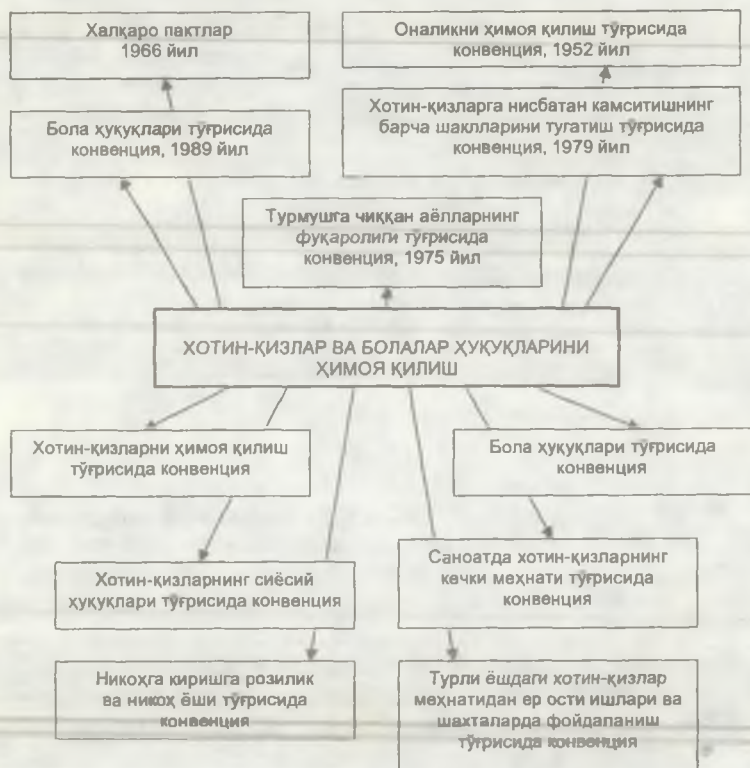 Халқаро пактлар
1966 йил
Оналикни ҳимоя қилиш тўғрисида
конвенция, 1952 йил
Бола ҳуқуқлари тўғрисида
конвенция, 1989 йил
Хотин-қизларга нисбатан камситишнинг
барча шаклларини тугатиш тўғрисида
конвенция, 1979 йил
Турмушга чиққан аёлларнинг
фуқаролиги тўғрисида
конвенция, 1975 йил
ХОТИН-ҚИЗЛАР ВА БОЛАЛАР ҲУҚУҚЛАРИНИ
ҲИМОЯ ҚИЛИШ
Хотин-қизларни ҳимоя қилиш
тўғрисида конвенция
Бола ҳуқуқлари тўғрисида
конвенция
Хотин-қизларнинг сиёсий
ҳуқуқлари тўғрисида конвенция
Саноатда хотин-қизларнинг
кечки меҳнати тўғрисида
конвенция
Никоҳга киришга розилик
ва никоҳ ёши тўғрисида
конвенция
Турли ёшдаги хотин-қизлар
меҳнатидан ер ости ишлари ва
шахталарда фойдаланиш
тўғрисида конвенция